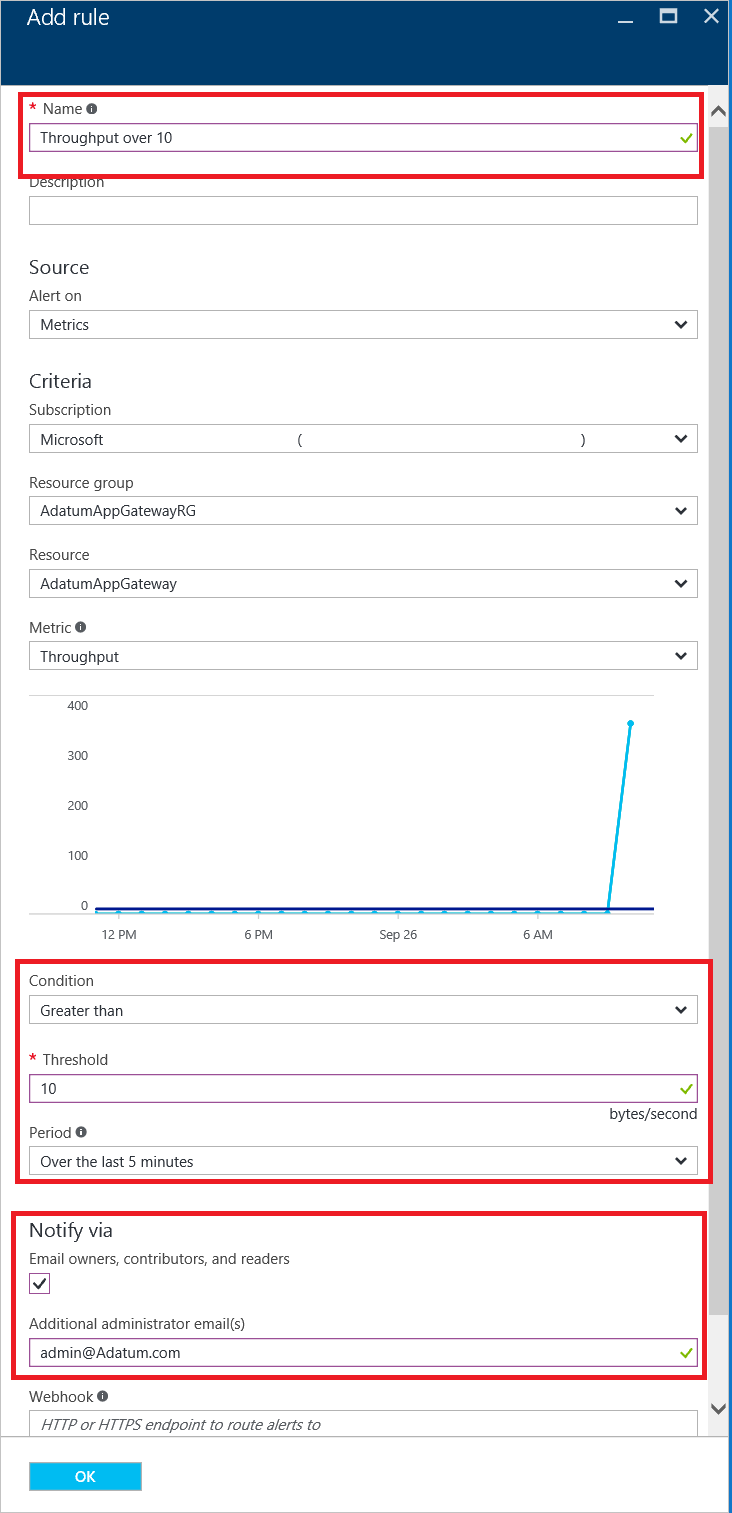 Add rule
* Name
Throughput over 10
Description
Source
Alert on
Metrics
Criteria
Subscription
Microsoft ( )
Resource group
AdatumAppGatewayRG
Resource
AdatumAppGateway
Metric
Throughput
400
300
200
100
0
12 PM 6 PM Sep 26 6 AM
Condition
Greater than
* Threshold
10
bytes/second
Period
Over the last 5 minutes
Notify via
Email owners, contributors, and readers
Additional administrator email(s)
admin@Adatum.com
Webhook
HTTP or HTTPS endpoint to route alerts to
OK